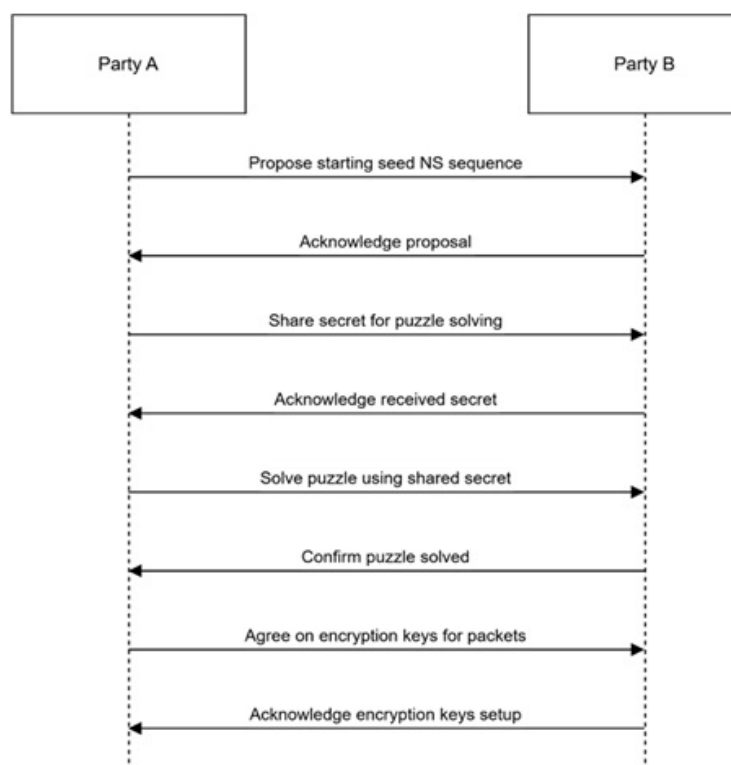 Party A
Party B
Propose starting seed NS sequence
Acknowledge proposal
Share secret for puzzle solving
Acknowledge received secret
Solve puzzle using shared secret
Confirm puzzle solved
Agree on encryption keys for packets
Acknowledge encryption keys setup